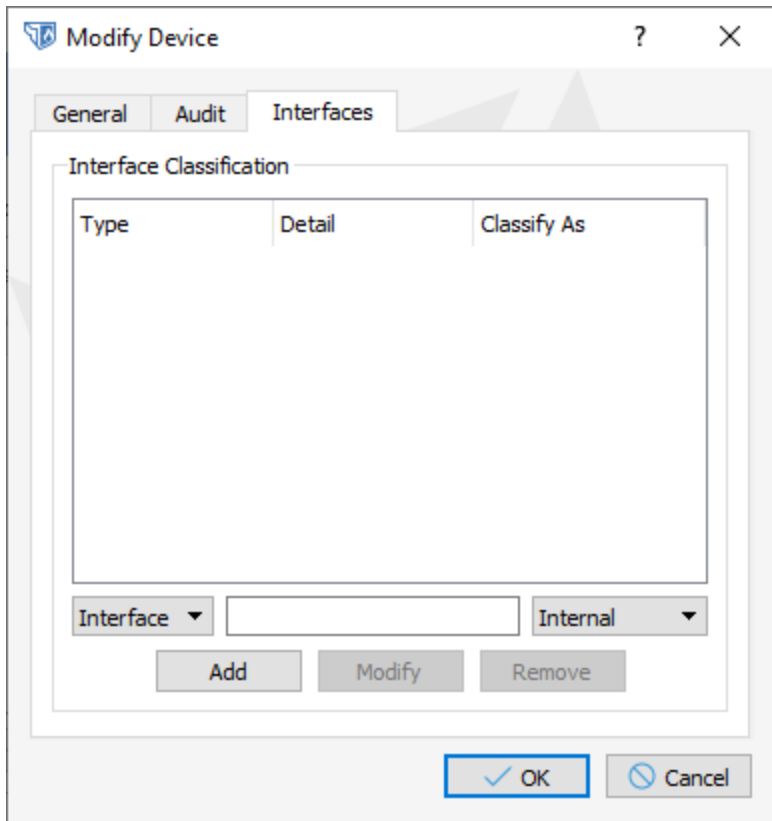 Modify Device ?
General Audit Interfaces
Interface Classification
Type Detail Classify As
Interface Internal
Add Modify Remove
OK Cancel